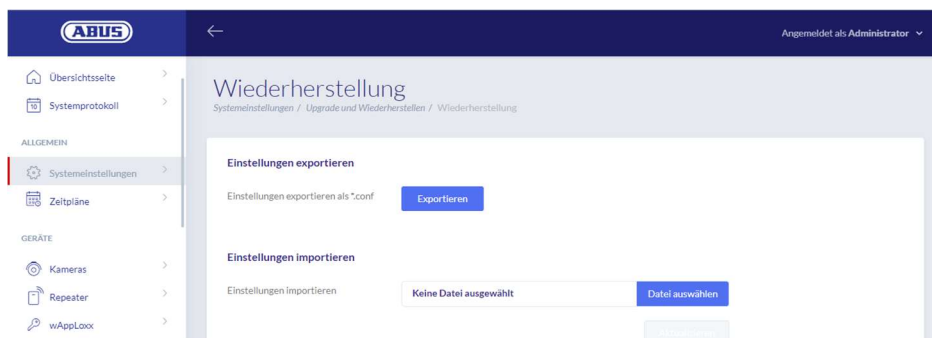 ABUS
Angemeldet als Administrator
Übersichtsseite
10 Systemprotokoll
ALLGEMEIN
Systemeinstellungen
Zeitpläne
GERÄTE
Kameras
Repeater
wAppLoxx
Wiederherstellung
Systemeinstellungen / Upgrade und Wiederherstellen / Wiederherstellung
Einstellungen exportieren
Einstellungen exportieren als *.conf Exportieren
Einstellungen importieren
Einstellungen importieren Keine Datei ausgewählt Datei auswählen